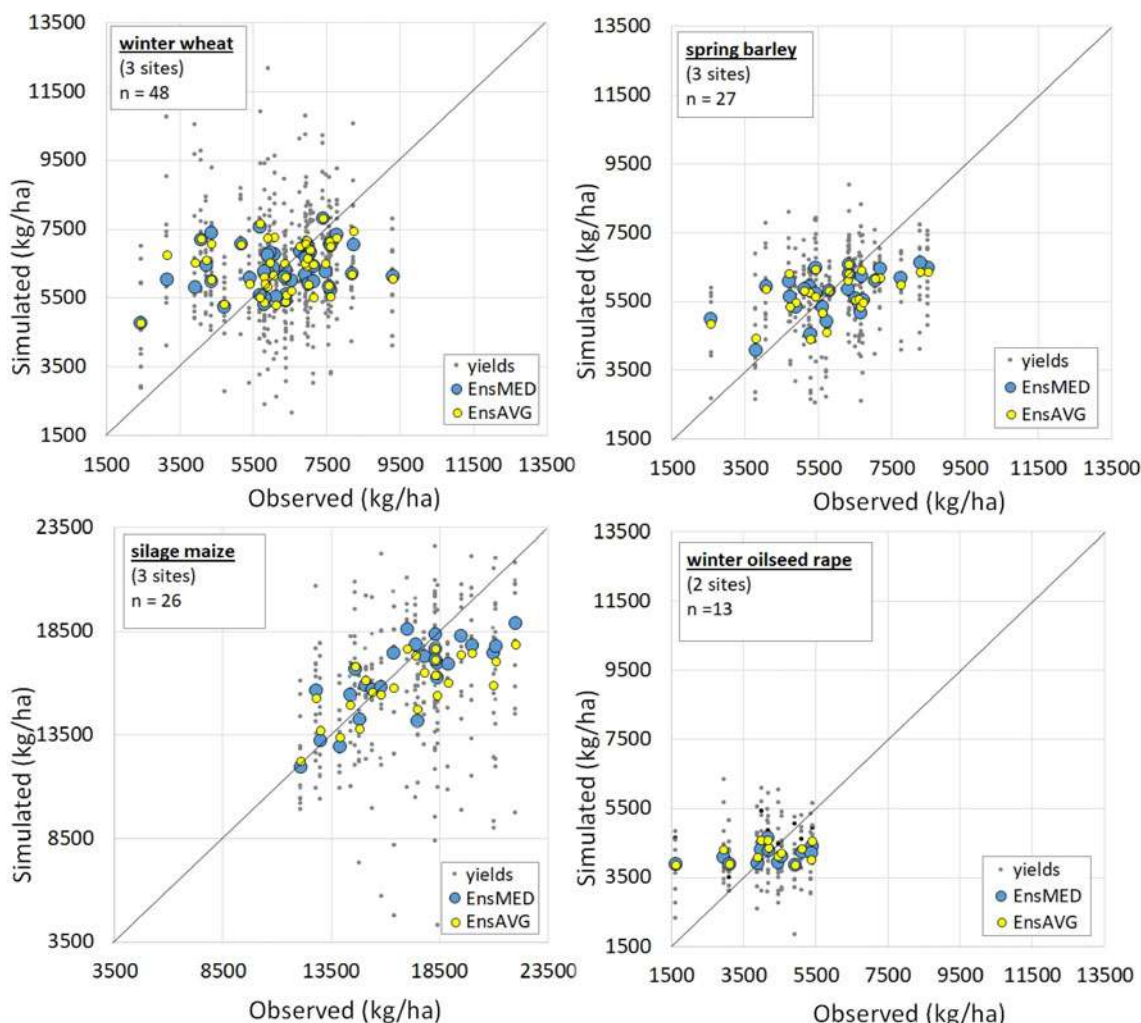 13500
11500
9500
7500
5500
3500
1500
Simulated (kg/ha)
winter wheat
(3 sites)
n = 48
yields
EnsMED
EnsAVG
1500 3500 5500 7500 9500 11500 13500
Observed (kg/ha)
13500
11500
9500
7500
5500
3500
1500
Simulated (kg/ha)
spring barley
(3 sites)
n = 27
yields
EnsMED
EnsAVG
1500 3500 5500 7500 9500 11500 13500
Observed (kg/ha)
23500
18500
13500
8500
3500
Simulated (kg/ha)
silage maize
(3 sites)
n = 26
yields
EnsMED
EnsAVG
3500 8500 13500 18500 23500
Observed (kg/ha)
13500
11500
9500
7500
5500
3500
1500
Simulated (kg/ha)
winter oilseed rape
(2 sites)
n =13
yields
EnsMED
EnsAVG
1500 3500 5500 7500 9500 11500 13500
Observed (kg/ha)